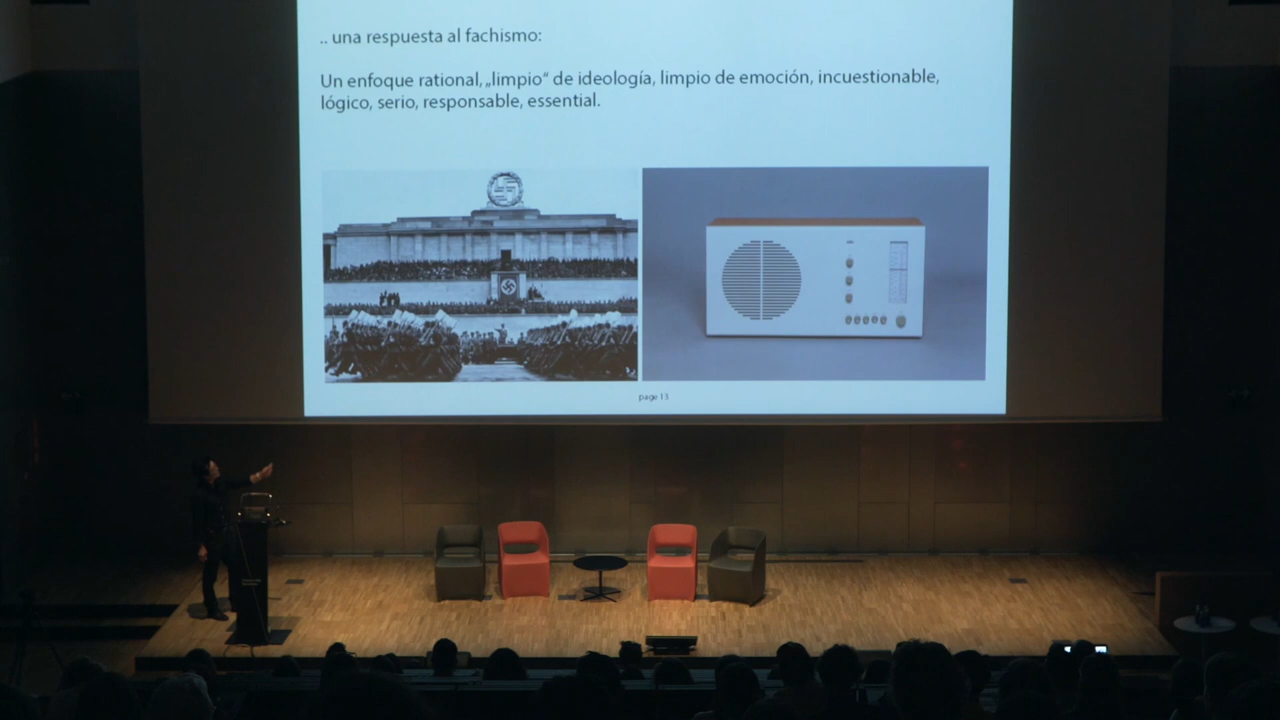 .. una respuesta al fachismo:
Un enfoque rational, „limpio“ de ideología, limpio de emoción, incuestionable,
lógico, serio, responsable, essential.
page 13